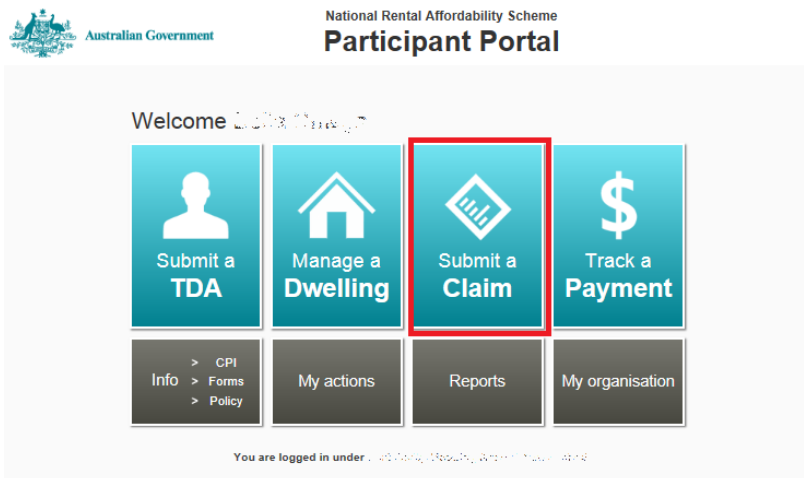 Australian Government
National Rental Affordability Scheme
Participant Portal
Welcome
Submit a
TDA
Manage a
Dwelling
Submit a
Claim
$
Track a
Payment
Info
> CPI
> Forms
> Policy
My actions
Reports
My organisation
You are logged in under